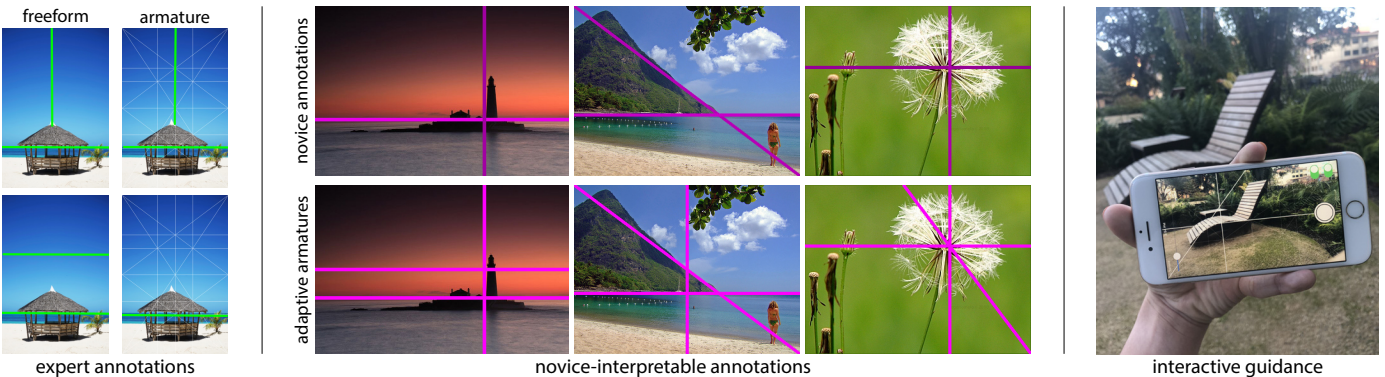 freeform
armature
expert annotations
novice annotations
adaptive armatures
novice-interpretable annotations
interactive guidance